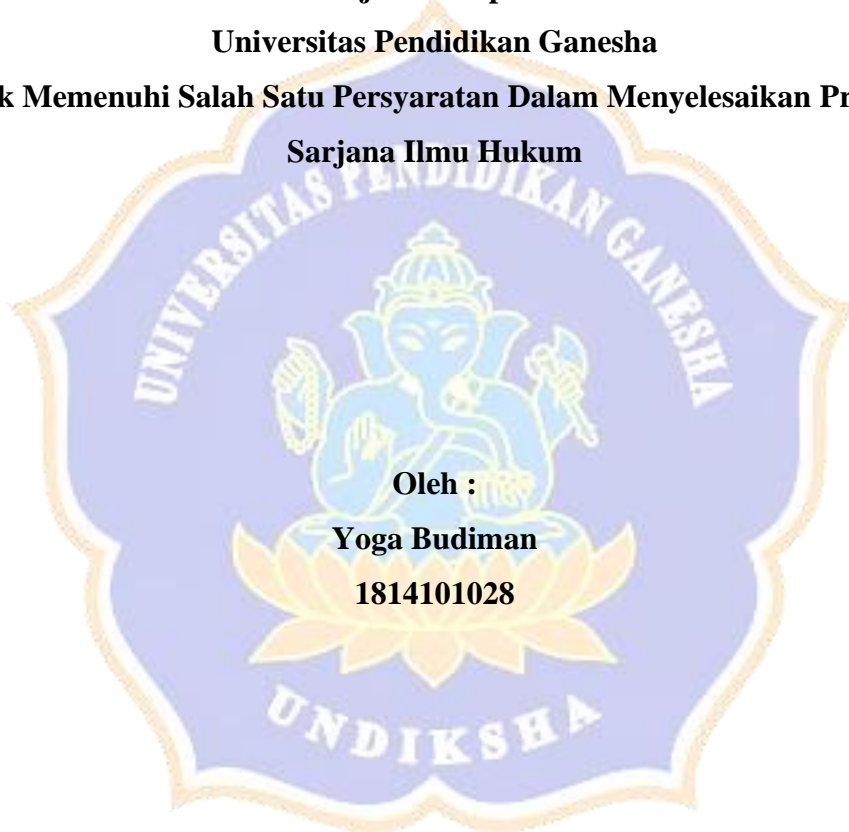 Universitas Pendidikan Ganesha
Memenuhi Salah Satu Persyaratan Dalam Menyelesaikan
Sarjana Ilmu Hukum
UNIVERSITAS PENDIDIKAN GANESHA
Oleh :
Yoga Budiman
1814101028
UNDIKSHA